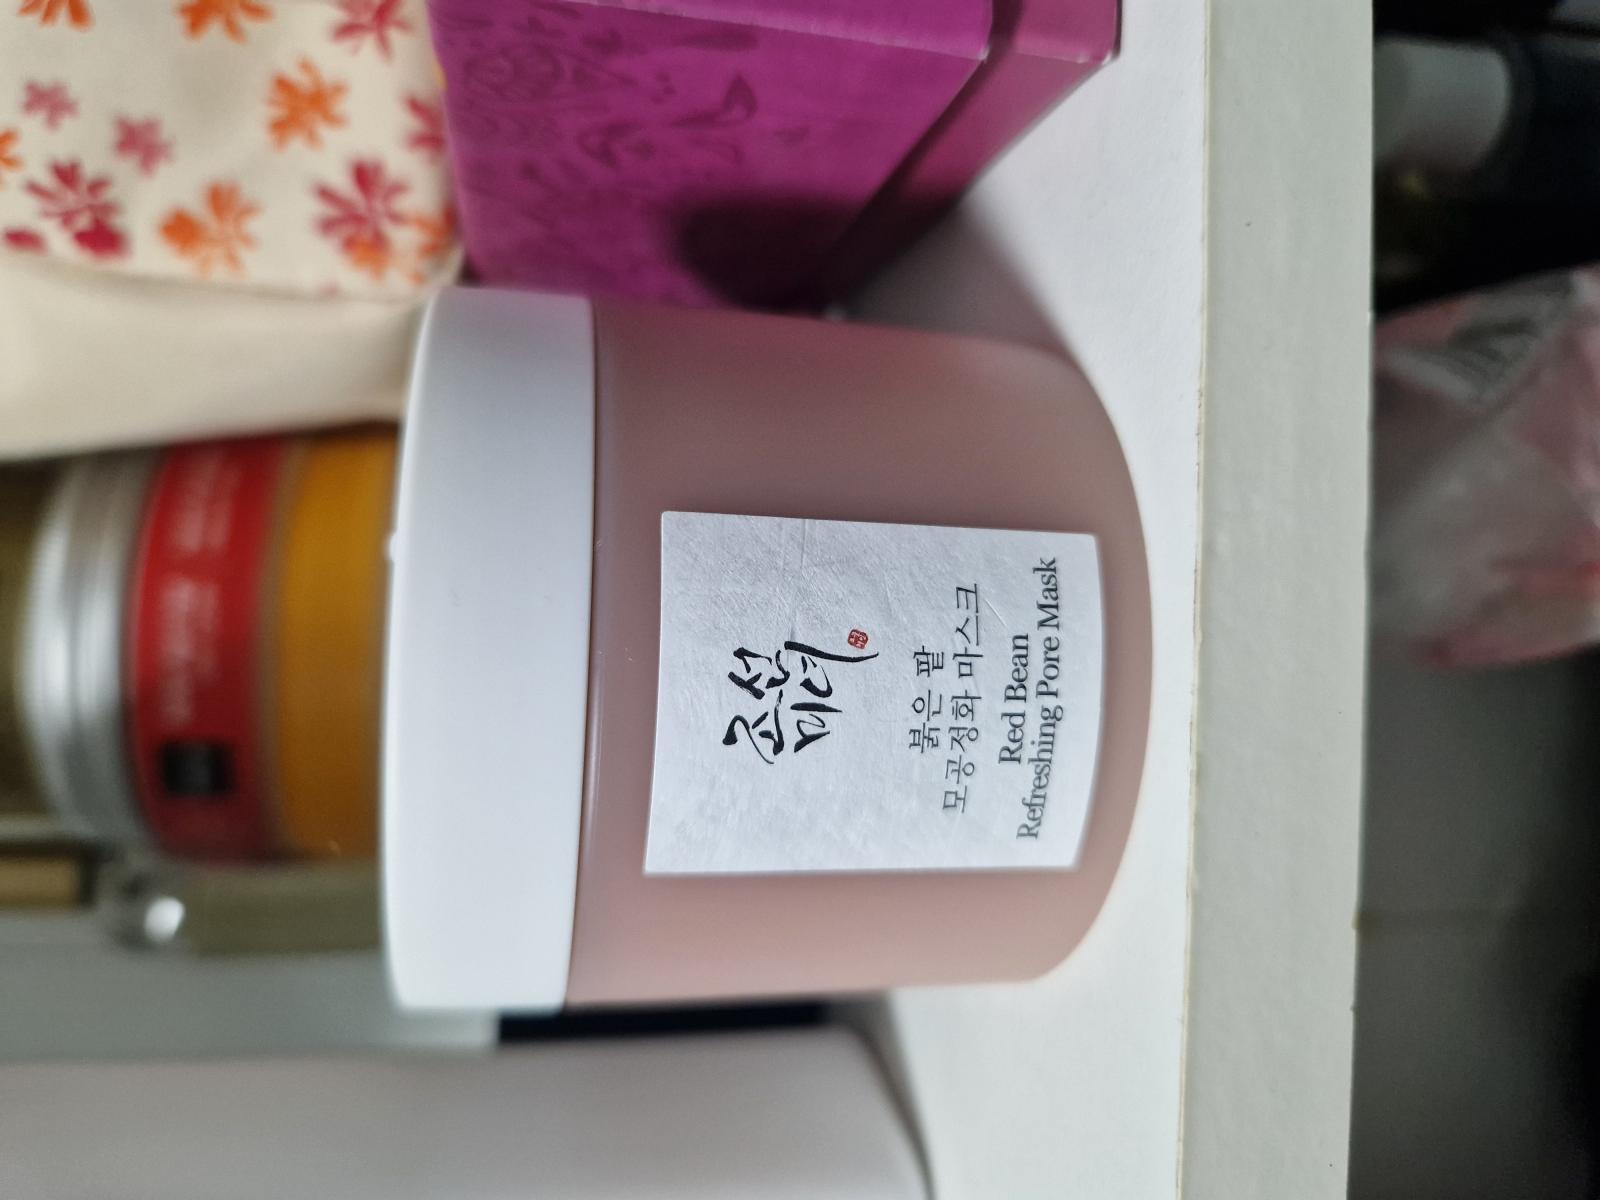 조선
미녀
붉은 팥
모공정화 마스크
Red Bean
Refreshing Pore Mask